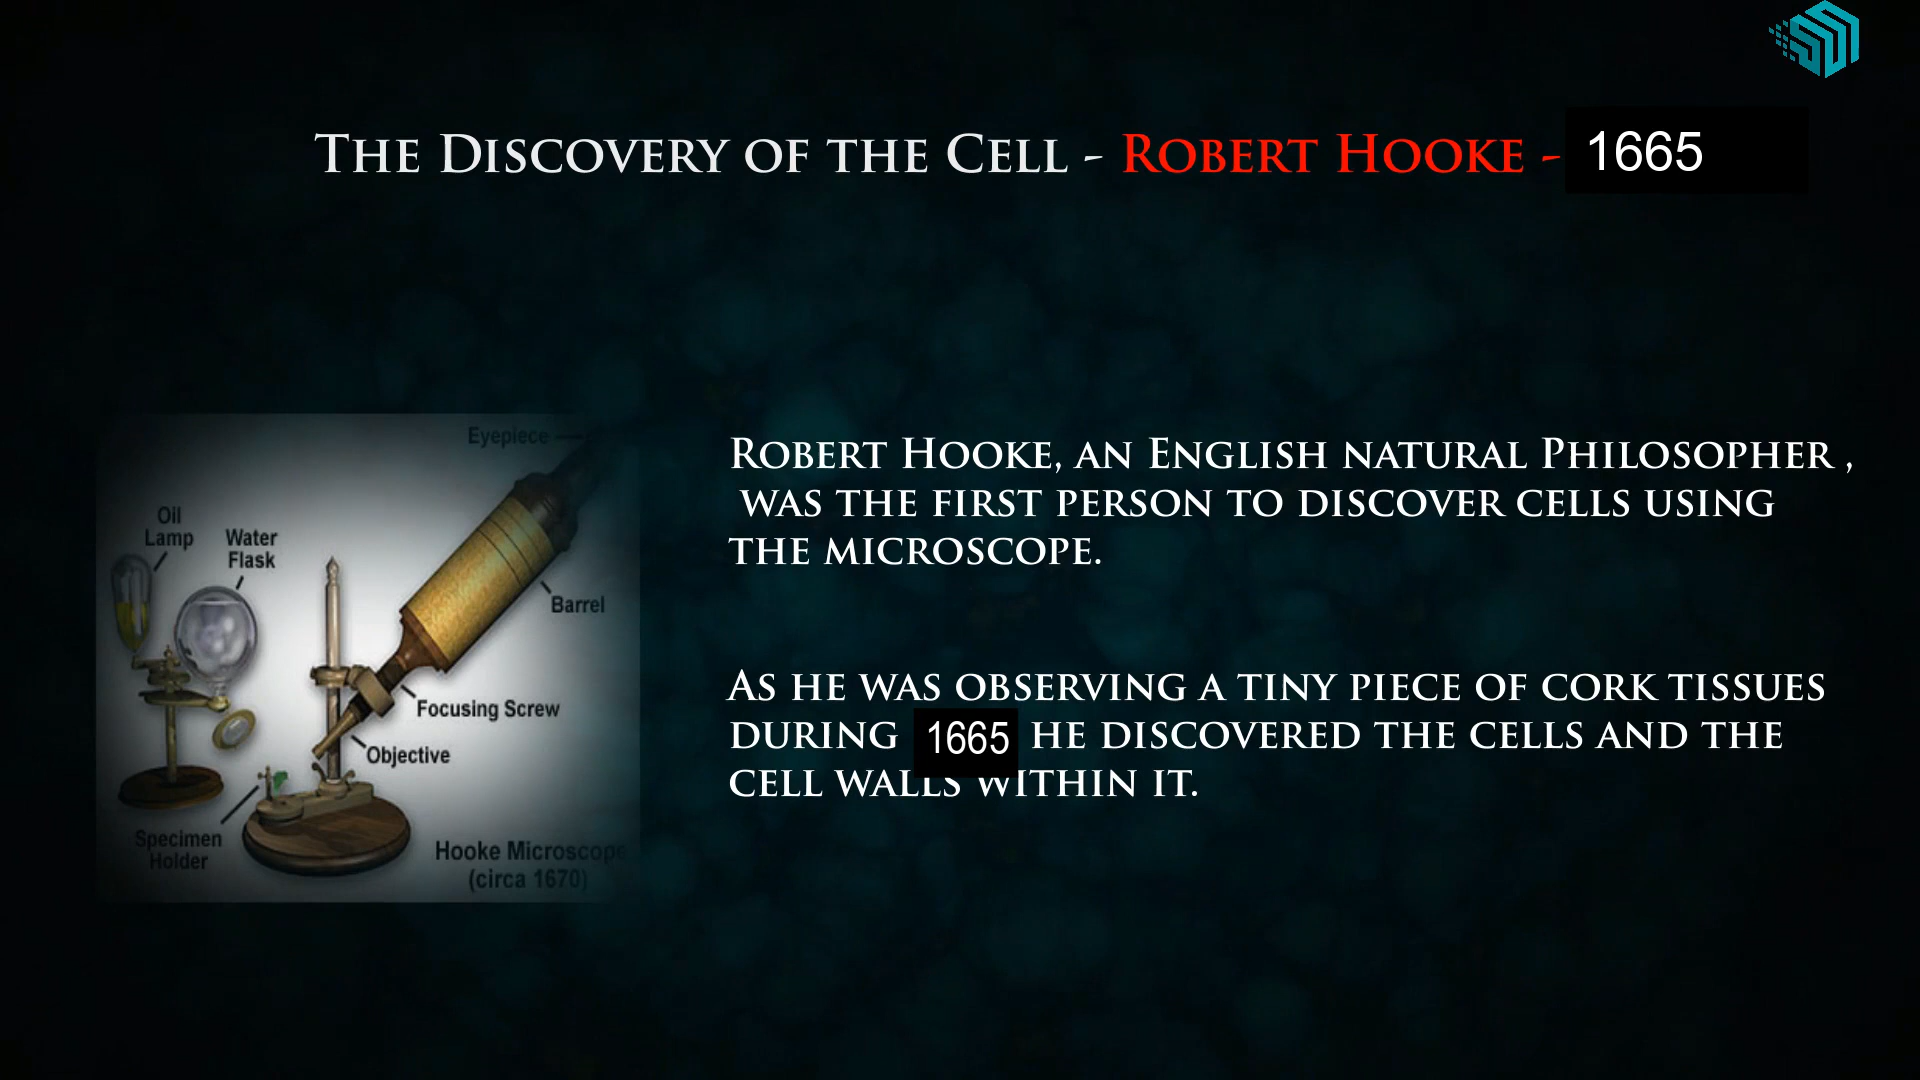 THE DISCOVERY OF THE CELL - ROBERT HOOKE - 1665
Eyepiece
Oil
Lamp
Water
Flask
Barrel
Focusing Screw
Objective
Specimen
Holder
Hooke Microscope
(circa 1670)
ROBERT HOOKE, AN ENGLISH NATURAL PHILOSOPHER ,
WAS THE FIRST PERSON TO DISCOVER CELLS USING
THE MICROSCOPE.
AS HE WAS OBSERVING A TINY PIECE OF CORK TISSUES
DURING 1665 HE DISCOVERED THE CELLS AND THE
CELL WALLS WITHIN IT.